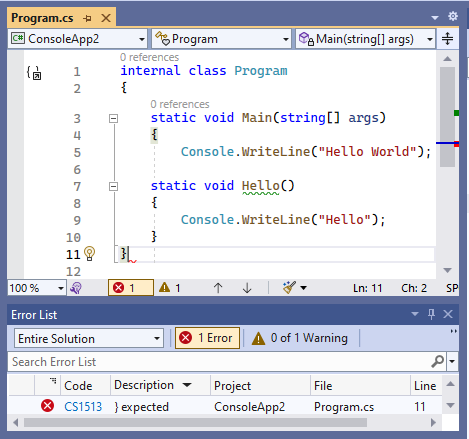 Program.cs
ConsoleApp2 Program Main(string[] args)
0 references
1 internal class Program
2 {
0 references
3 static void Main(string[] args)
4 {
5 Console.WriteLine("Hello World");
6
7 static void Hello()
8 {
9 Console.WriteLine("Hello");
10 }
11 }
12
100 % 1 1 Ln: 11 Ch: 2 SP
Error List
Entire Solution 1 Error 0 of 1 Warning
Search Error List
Code Description Project File Line
CS1513 } expected ConsoleApp2 Program.cs 11